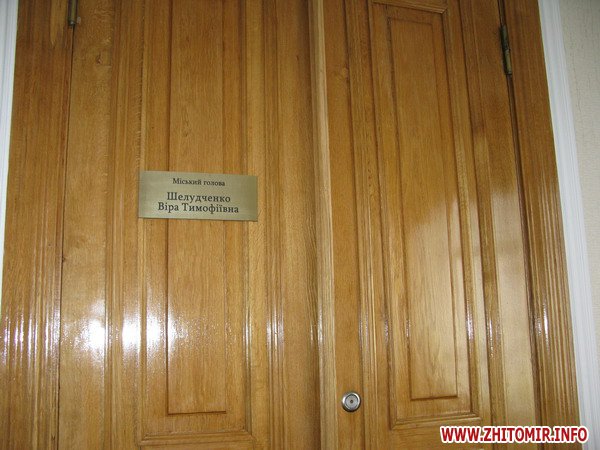 Міський голова
Шелудченко
Віра Тимофіївна
WWW.ZHITOMIR.INFO